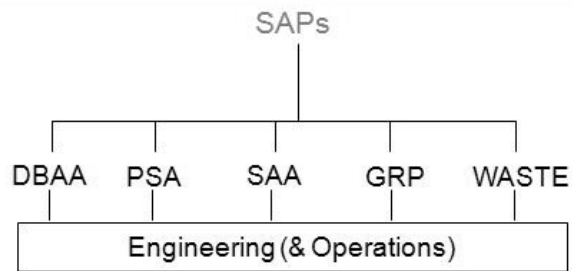 SAPs
DBAA PSA SAA GRP WASTE
Engineering (& Operations)